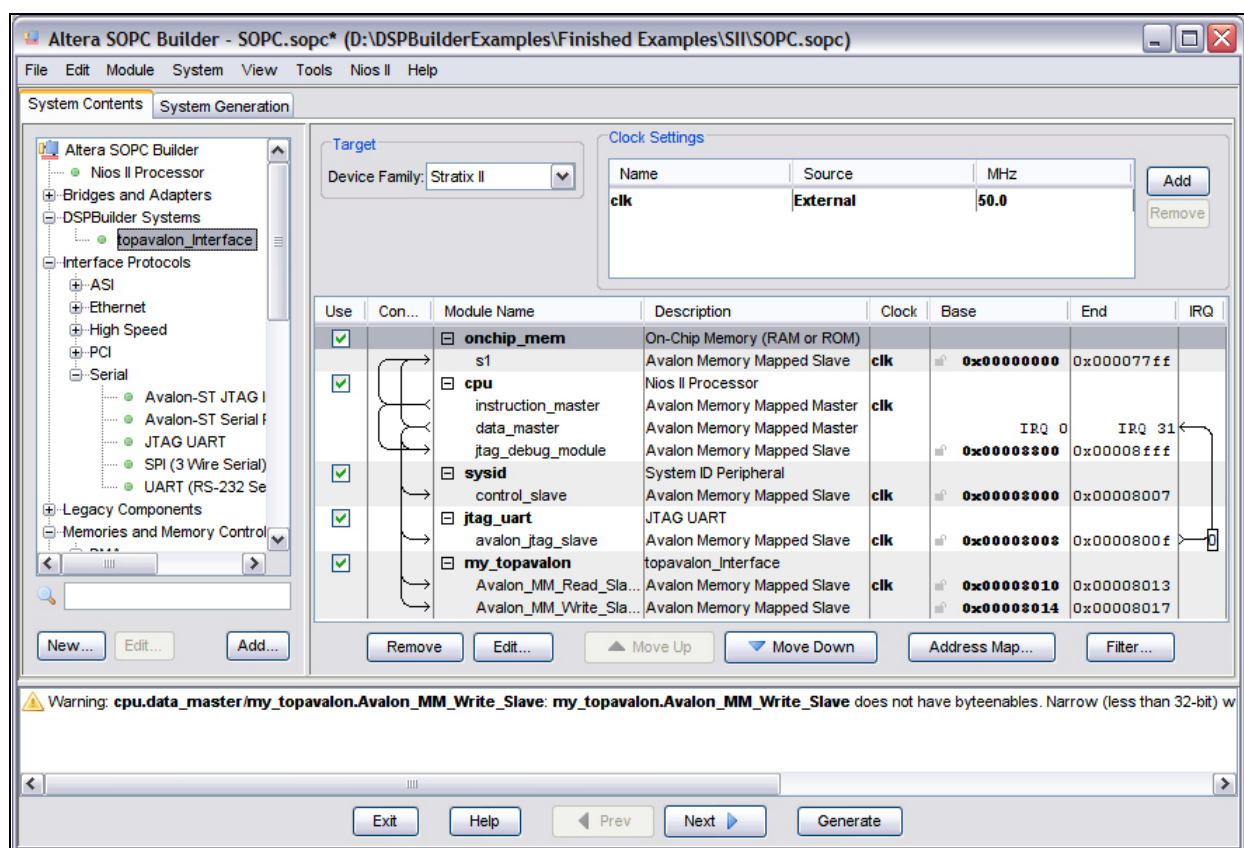 Altera SOPC Builder - SOPC.sopc* (D:\DSPBuilderExamples\Finished Examples\SII\SOPC.sopc)
File Edit Module System View Tools Nios II Help
System Contents System Generation
Altera SOPC Builder
Nios II Processor
Bridges and Adapters
DSPBuilder Systems
topavalon_Interface
Interface Protocols
ASI
Ethernet
High Speed
PCI
Serial
Avalon-ST JTAG I
Avalon-ST Serial
JTAG UART
SPI (3 Wire Serial)
UART (RS-232 Se
Legacy Components
Memories and Memory Control
New... Edit... Add...
Target
Device Family: Stratix II
Clock Settings
Name Source MHz
clk External 50.0
Add
Remove
Use Con... Module Name Description Clock Base End IRQ
onchip_mem On-Chip Memory (RAM or ROM)
s1 Avalon Memory Mapped Slave clk 0x00000000 0x000077ff
cpu Nios II Processor
instruction_master Avalon Memory Mapped Master clk
data_master Avalon Memory Mapped Master IRQ 0 IRQ 31
jtag_debug_module Avalon Memory Mapped Slave 0x00008800 0x00008fff
sysid System ID Peripheral
control_slave Avalon Memory Mapped Slave clk 0x00008000 0x00008007
jtag_uart JTAG UART
avalon_jtag_slave Avalon Memory Mapped Slave clk 0x00008008 0x0000800f 0
my_topavalon topavalon_Interface
Avalon_MM_Read_Sla... Avalon Memory Mapped Slave clk 0x00008010 0x00008013
Avalon_MM_Write_Sla... Avalon Memory Mapped Slave 0x00008014 0x00008017
Remove Edit... Move Up Move Down Address Map... Filter...
Warning: cpu.data_master/my_topavalon.Avalon_MM_Write_Slave: my_topavalon.Avalon_MM_Write_Slave does not have byteenables. Narrow (less than 32-bit) w
Exit Help Prev Next Generate